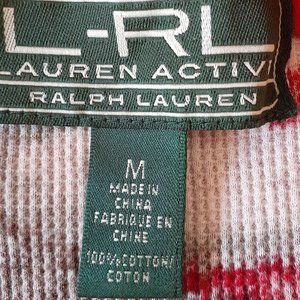 L-RL
LAUREN ACTIV
RALPH LAUREN
M
MADE IN
CHINA
FABRIQUE EN
CHINE
100% COTTON/
COTON